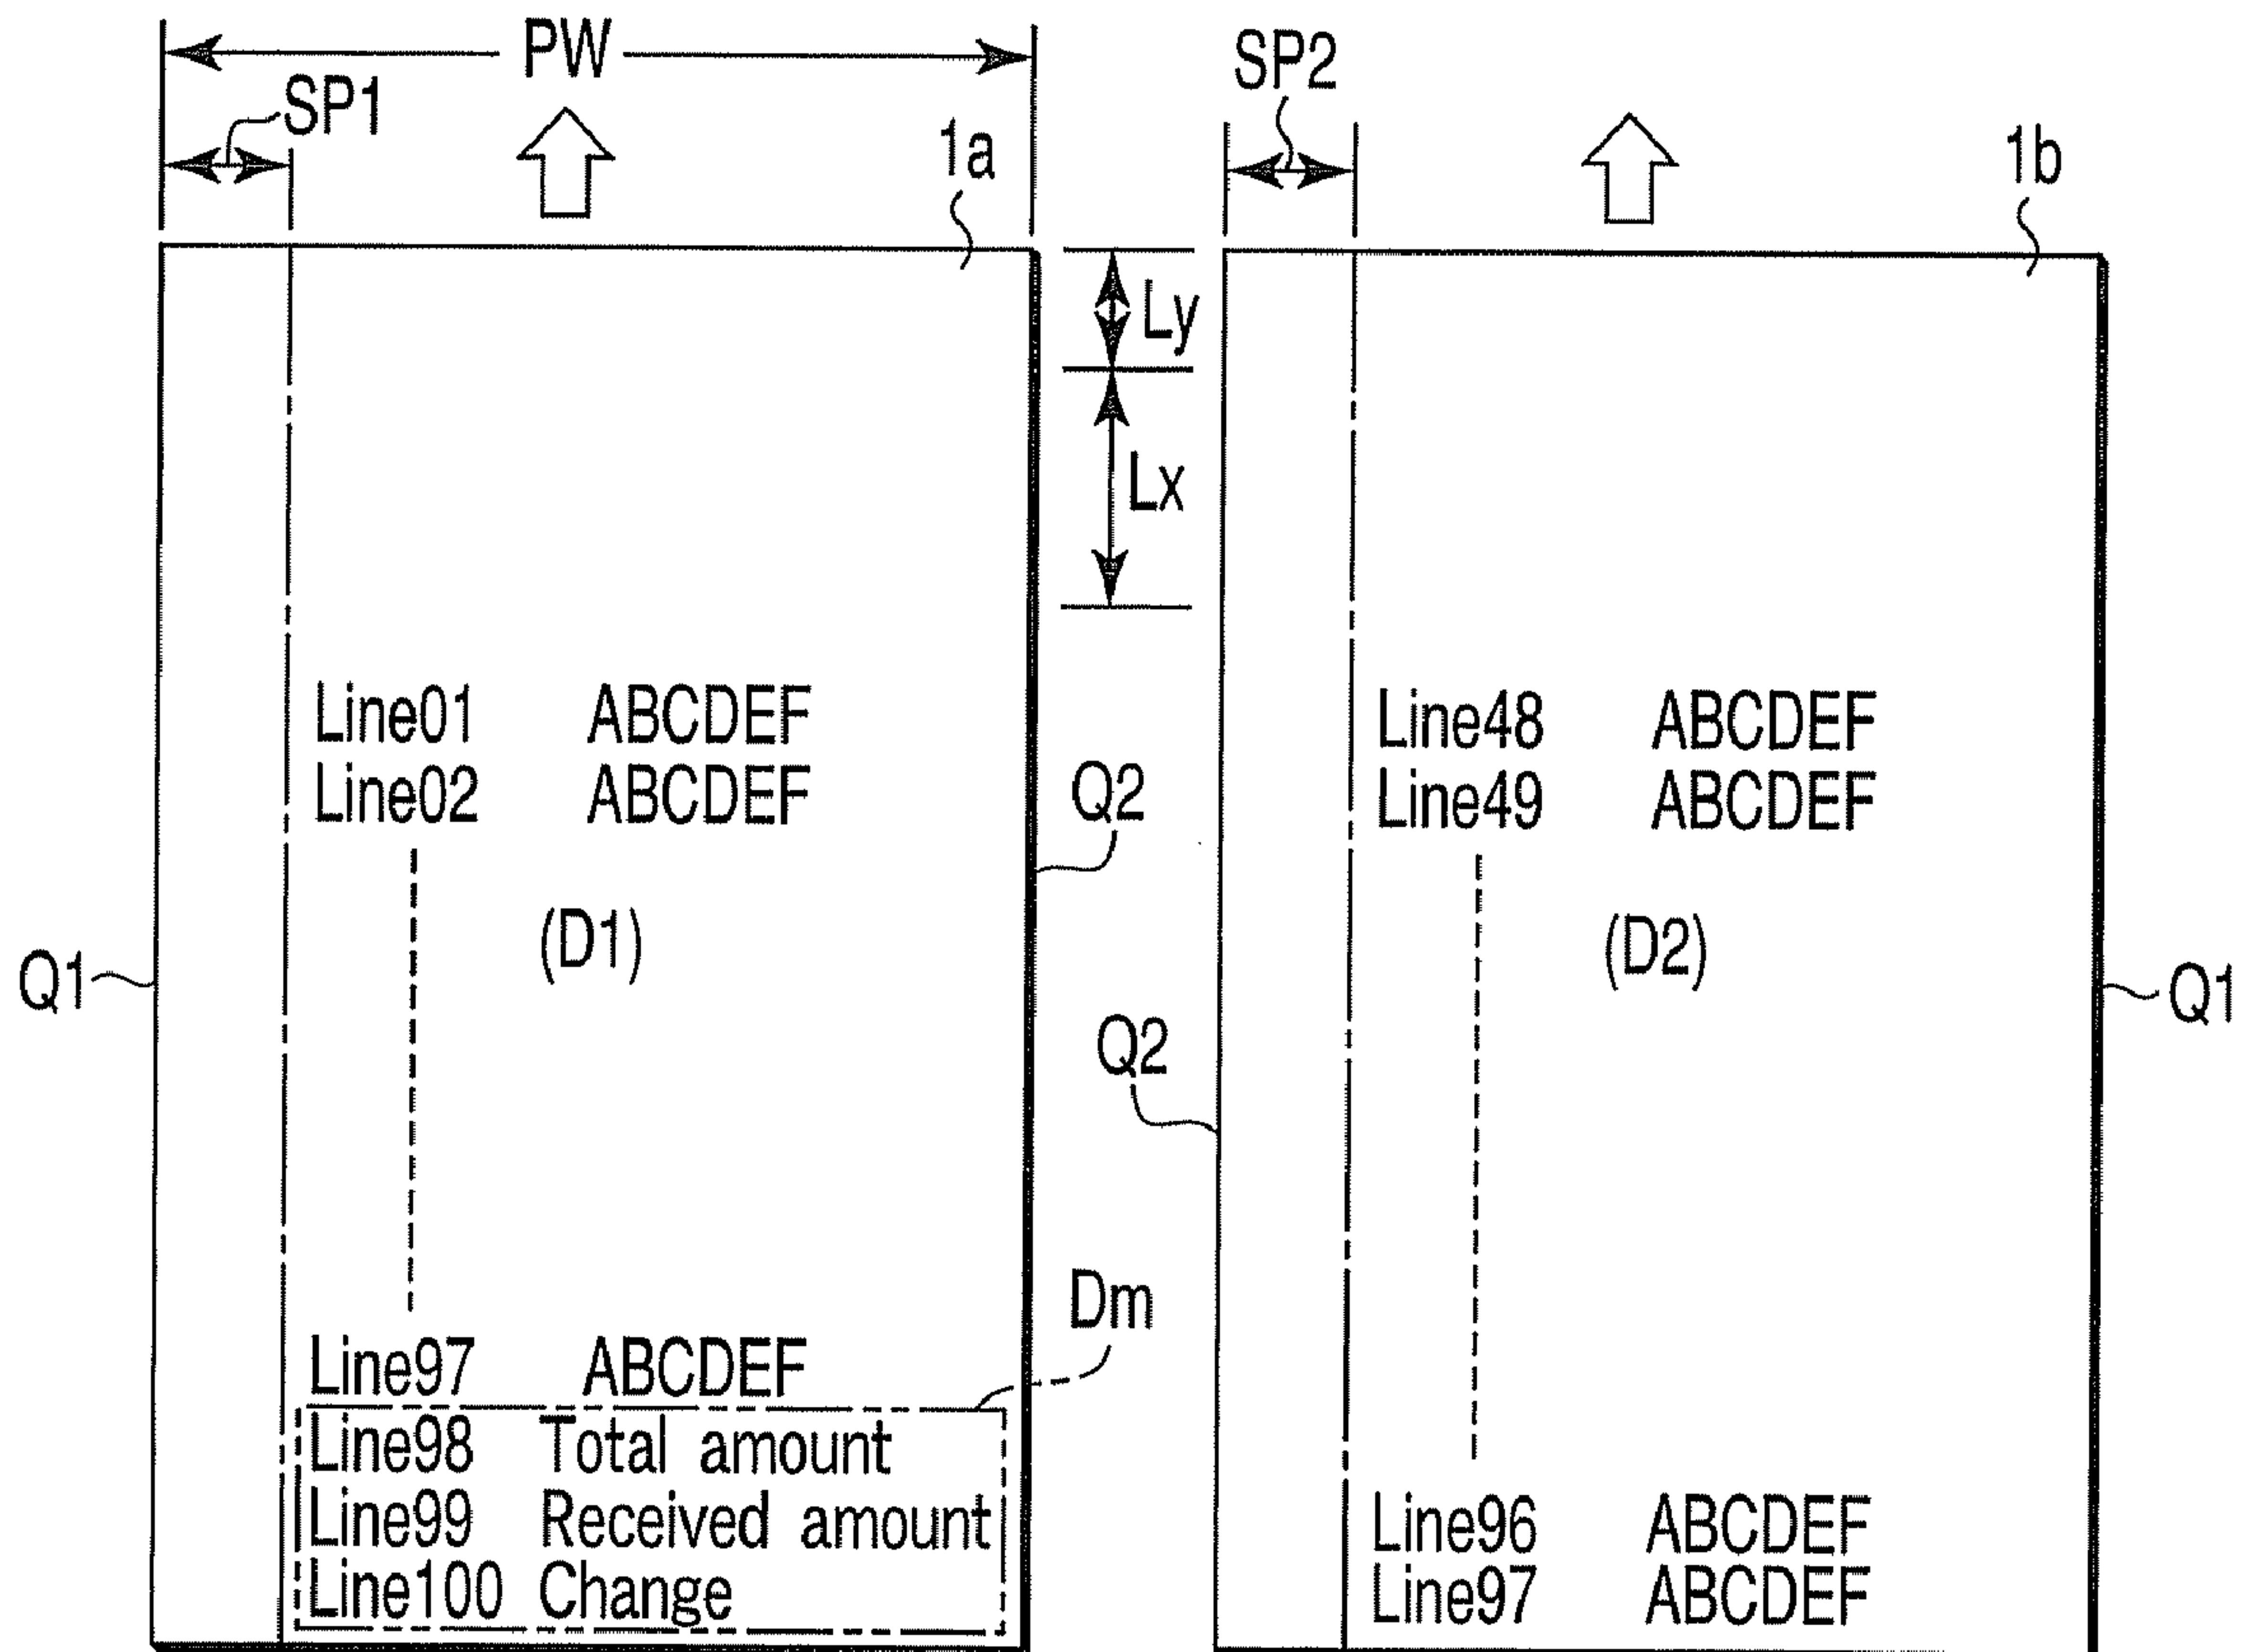 PW
SP1
SP2
1a
1b
Ly
Lx
Line01 ABCDEF
Line02 ABCDEF
(D1)
Q1
Q2
Line97 ABCDEF
Dm
Line98 Total amount
Line99 Received amount
Line100 Change
Line48 ABCDEF
Line49 ABCDEF
(D2)
Q2
Q1
Line96 ABCDEF
Line97 ABCDEF